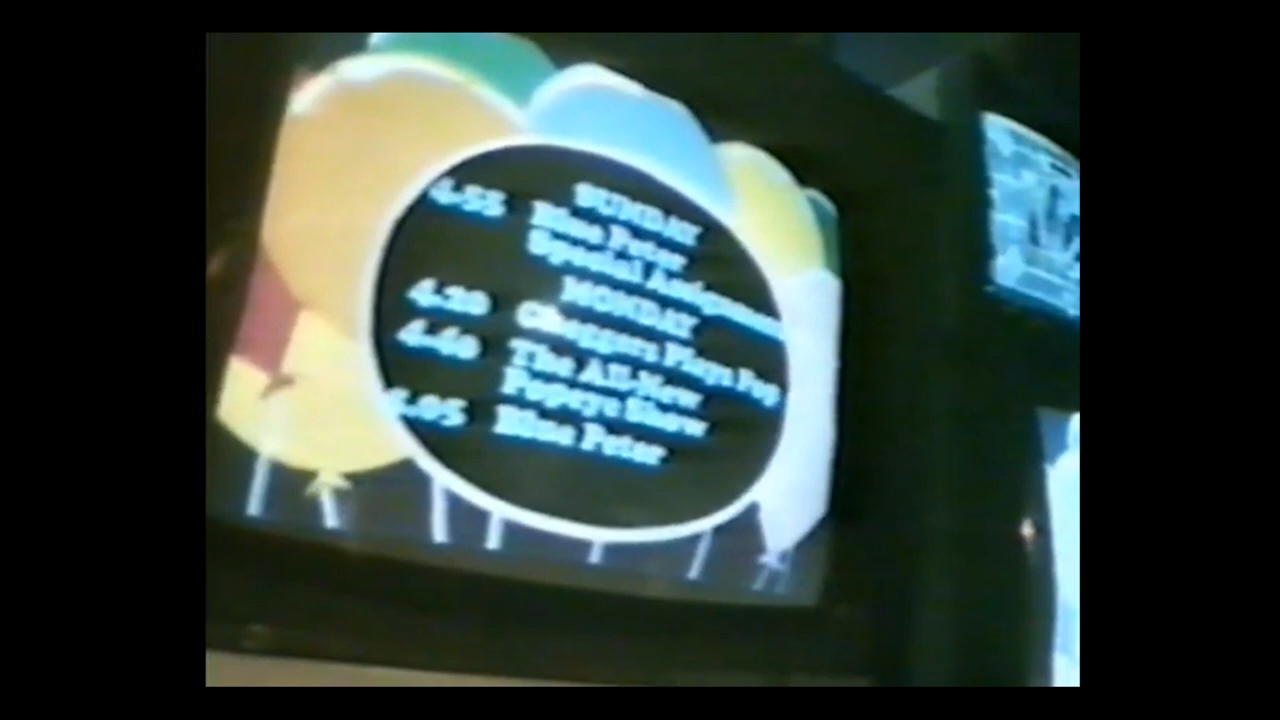 SUNDAY
4.55 Blue Peter
Special Assignment
MONDAY
4.20 Cheggers Plays Pop
4.40 The All-New
Popeye Show
5.05 Blue Peter